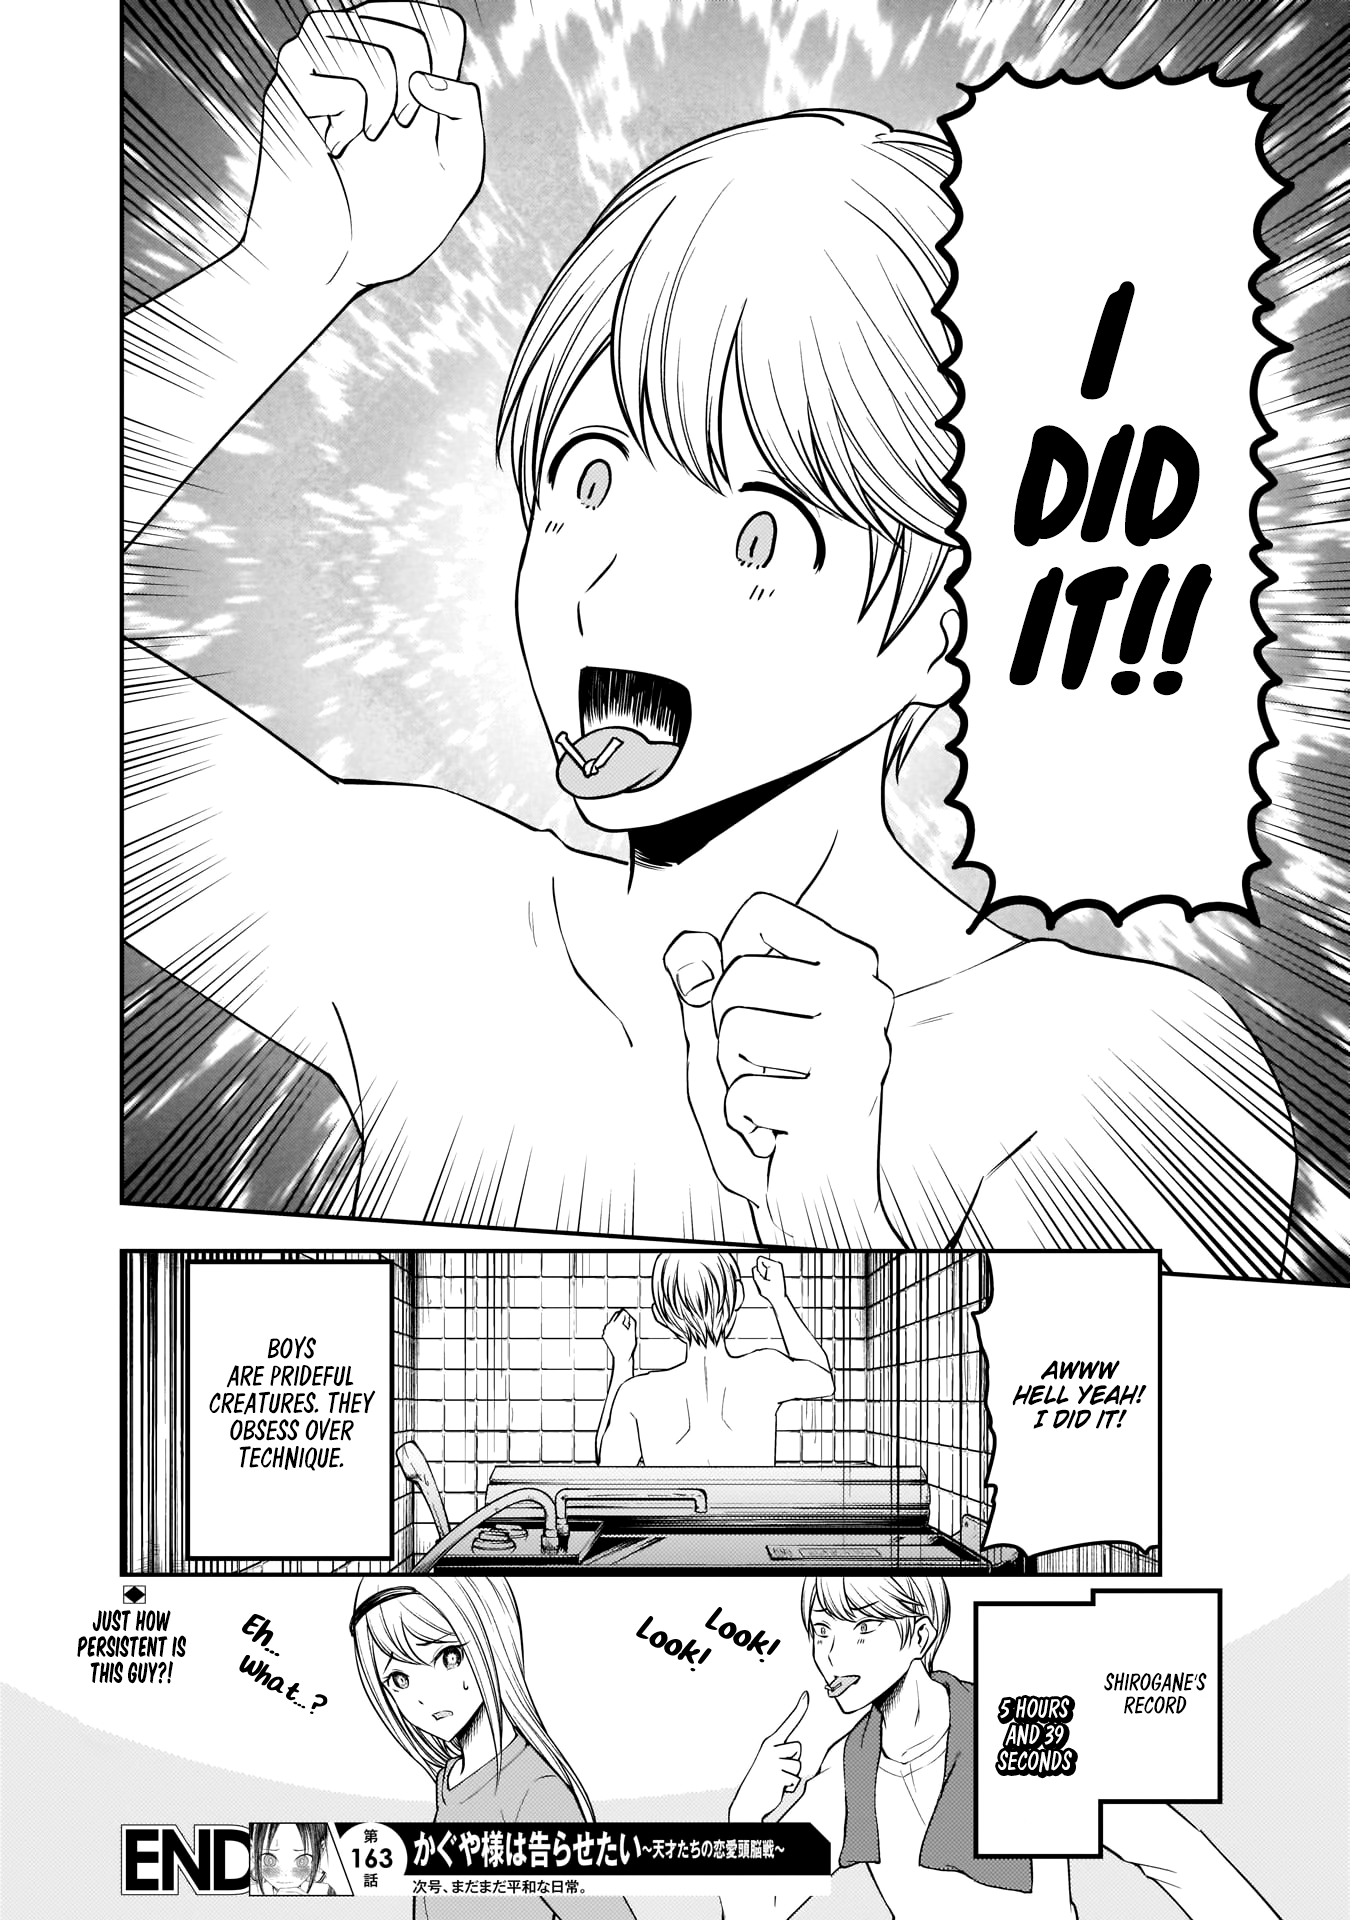 I
DID
IT!!
AWWW
HELL YEAH!
I DID IT!
BOYS
ARE PRIDEFUL
CREATURES. THEY
OBSESS OVER
TECHNIQUE.
SHIROGANE'S
RECORD
5 HOURS
AND 39
SECONDS
Look!
Look!
Eh...
What...?
JUST HOW
PERSISTENT IS
THIS GUY?!
END
第
163
話
かぐや様は告らせたい～天才たちの恋愛頭脳戦～
次号、まだまだ平和な日常。